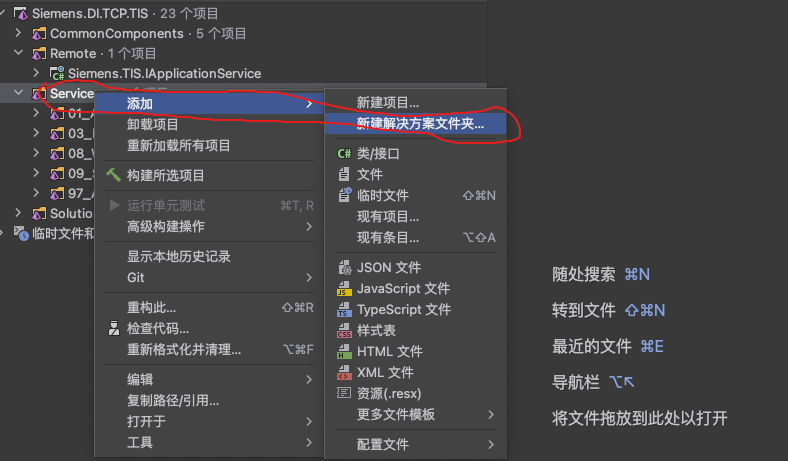 Siemens.DI.TCP.TIS · 23 个项目
CommonComponents · 5 个项目
Remote · 1 个项目
C# Siemens.TIS.IApplicationService
Service
01_
03_
08_
09_
97_
Solution
临时文件和
添加
卸载项目
重新加载所有项目
构建所选项目
运行单元测试 ⌘T, R
高级构建操作
显示本地历史记录
Git
重构此... ⇧⌘R
检查代码...
重新格式化并清理... ⌥⌘F
编辑
复制路径/引用...
打开于
工具
新建项目...
新建解决方案文件夹...
C# 类/接口
文件
临时文件 ⇧⌘N
现有项目...
现有条目... ⌥⇧A
JSON 文件
JS JavaScript 文件
TS TypeScript 文件
CSS 样式表
H HTML 文件
XML 文件
资源(.resx)
更多文件模板
配置文件
随处搜索 ⌘N
转到文件 ⇧⌘N
最近的文件 ⌘E
导航栏 ⌥↖
将文件拖放到此处以打开